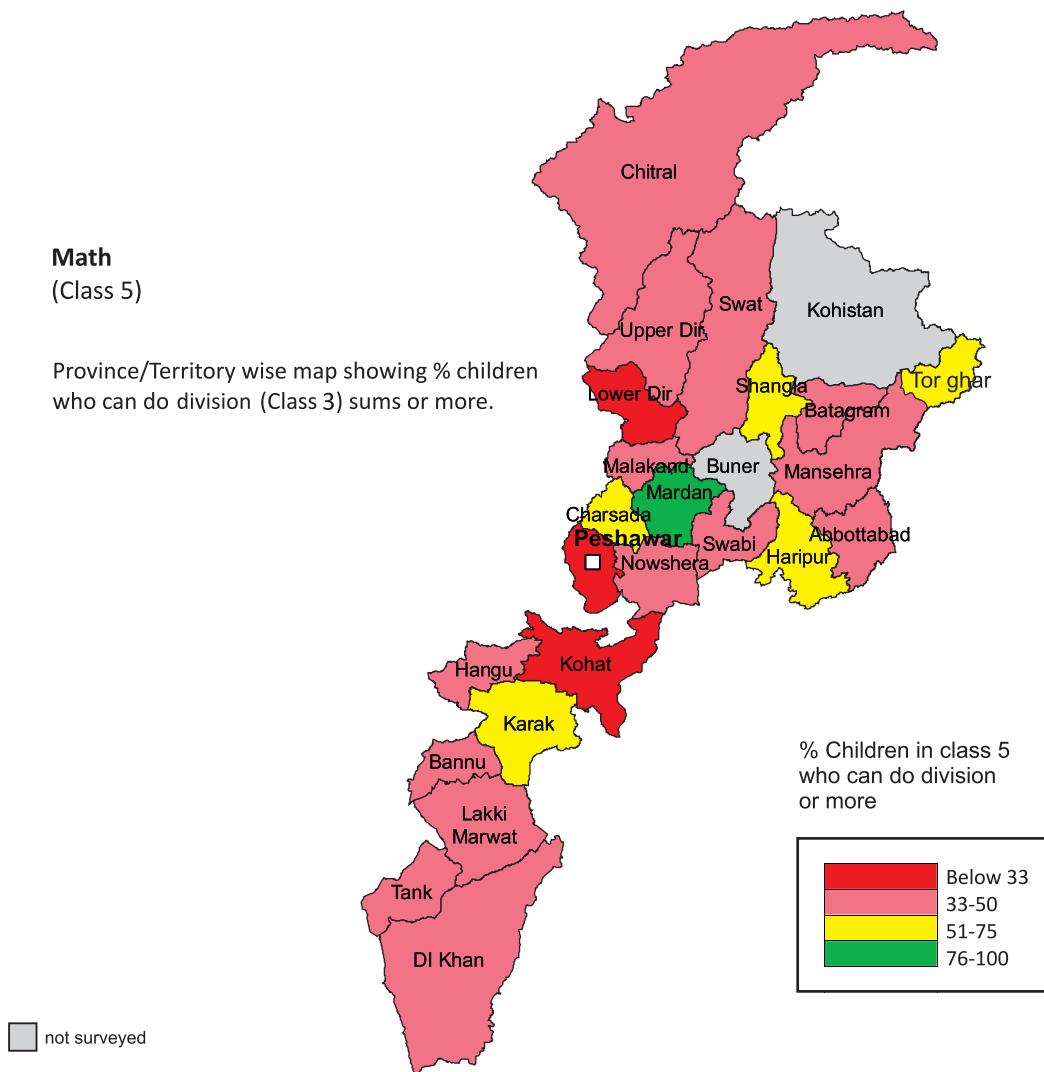 Math
(Class 5)
Province/Territory wise map showing % children
who can do division (Class 3) sums or more.
Chitral
Swat
Kohistan
Upper Dir
Lower Dir
Shangla
Tor ghar
Batagram
Malakand
Buner
Mansehra
Mardan
Charsada
Peshawar
Swabi
Abbottabad
Haripur
Nowshera
Hangu
Kohat
Karak
Bannu
Lakki
Marwat
Tank
DI Khan
% Children in class 5
who can do division
or more
Below 33
33-50
51-75
76-100
not surveyed